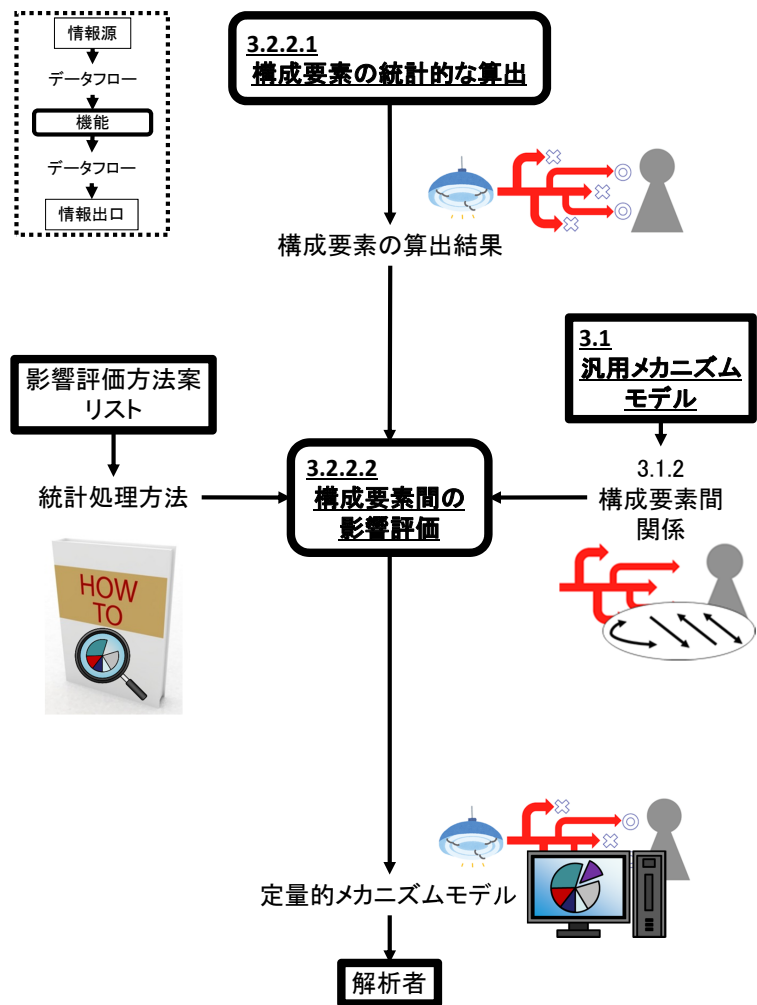 情報源
データフロー
機能
データフロー
情報出口
3.2.2.1
構成要素の統計的な算出
構成要素の算出結果
影響評価方法案
リスト
統計処理方法
HOW
TO
3.1
汎用メカニズム
モデル
3.1.2
構成要素間
関係
3.2.2.2
構成要素間の
影響評価
定量的メカニズムモデル
解析者